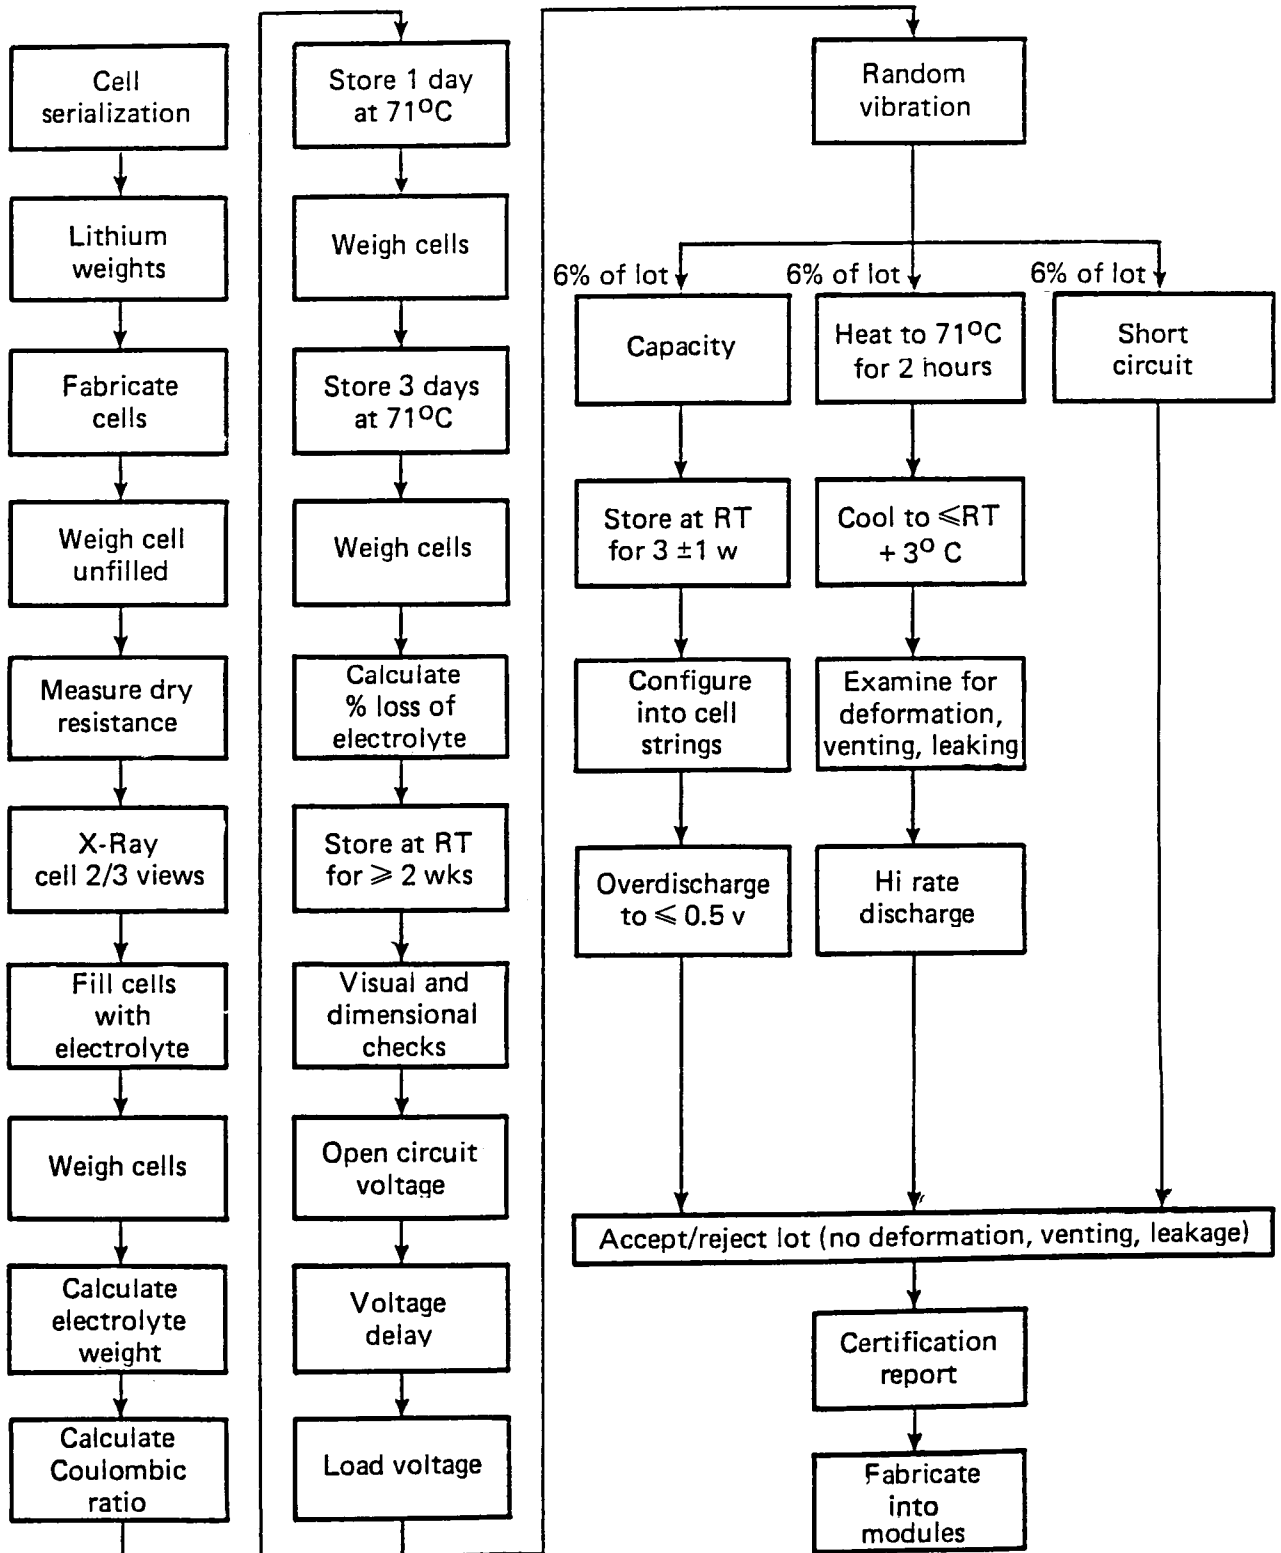 Cell
serialization
Lithium
weights
Fabricate
cells
Weigh cell
unfilled
Measure dry
resistance
X-Ray
cell 2/3 views
Fill cells
with
electrolyte
Weigh cells
Calculate
electrolyte
weight
Calculate
Coulombic
ratio
Store 1 day
at 71°C
Weigh cells
Store 3 days
at 71°C
Weigh cells
Calculate
% loss of
electrolyte
Store at RT
for ⩾ 2 wks
Visual and
dimensional
checks
Open circuit
voltage
Voltage
delay
Load voltage
Random
vibration
6% of lot
Capacity
Store at RT
for 3 ±1 w
Configure
into cell
strings
Overdischarge
to ⩽ 0.5 v
6% of lot
Heat to 71°C
for 2 hours
Cool to ⩽RT
+ 3° C
Examine for
deformation,
venting, leaking
Hi rate
discharge
6% of lot
Short
circuit
Accept/reject lot (no deformation, venting, leakage)
Certification
report
Fabricate
into
modules